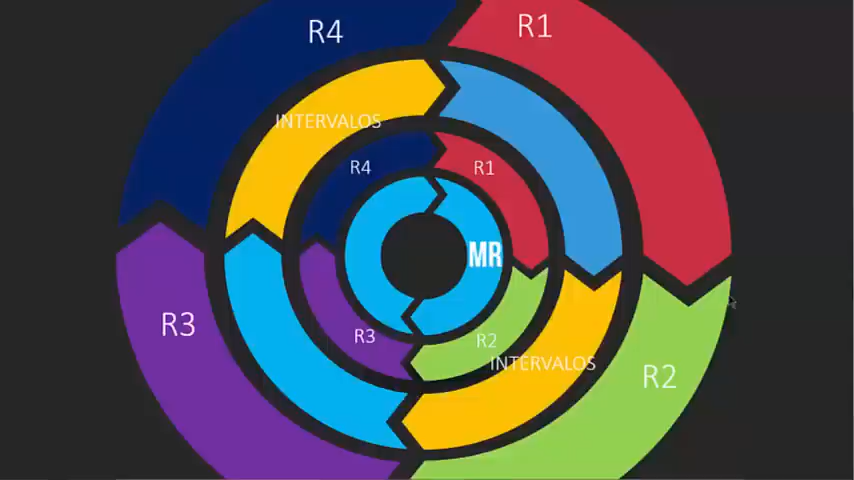 R4
R1
INTERVALOS
R4
R1
MR
R3
R3
R2
INTERVALOS
R2